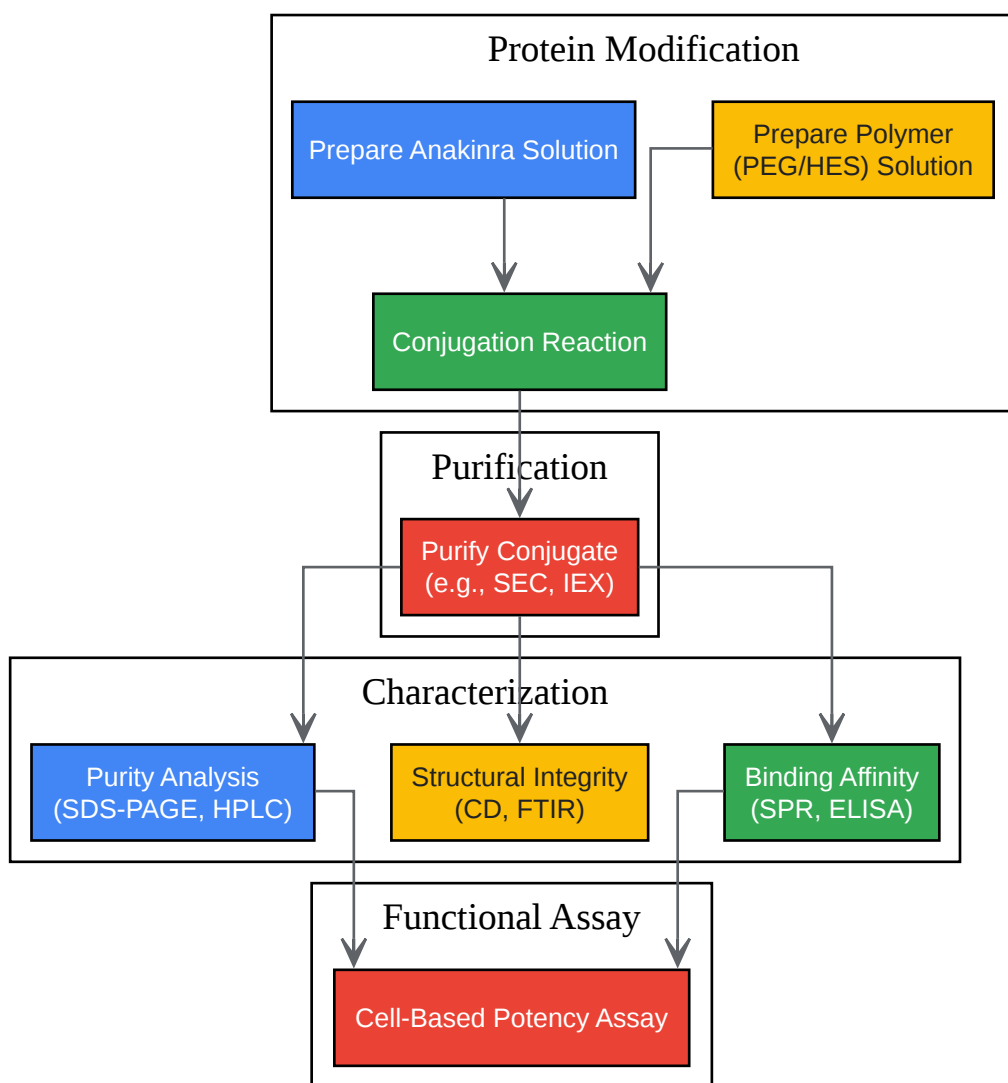 Protein Modification
Prepare Anakinra Solution
Prepare Polymer
(PEG/HES) Solution
Conjugation Reaction
Purification
Purify Conjugate
(e.g., SEC, IEX)
Characterization
Purity Analysis
(SDS-PAGE, HPLC)
Structural Integrity
(CD, FTIR)
Binding Affinity
(SPR, ELISA)
Functional Assay
Cell-Based Potency Assay